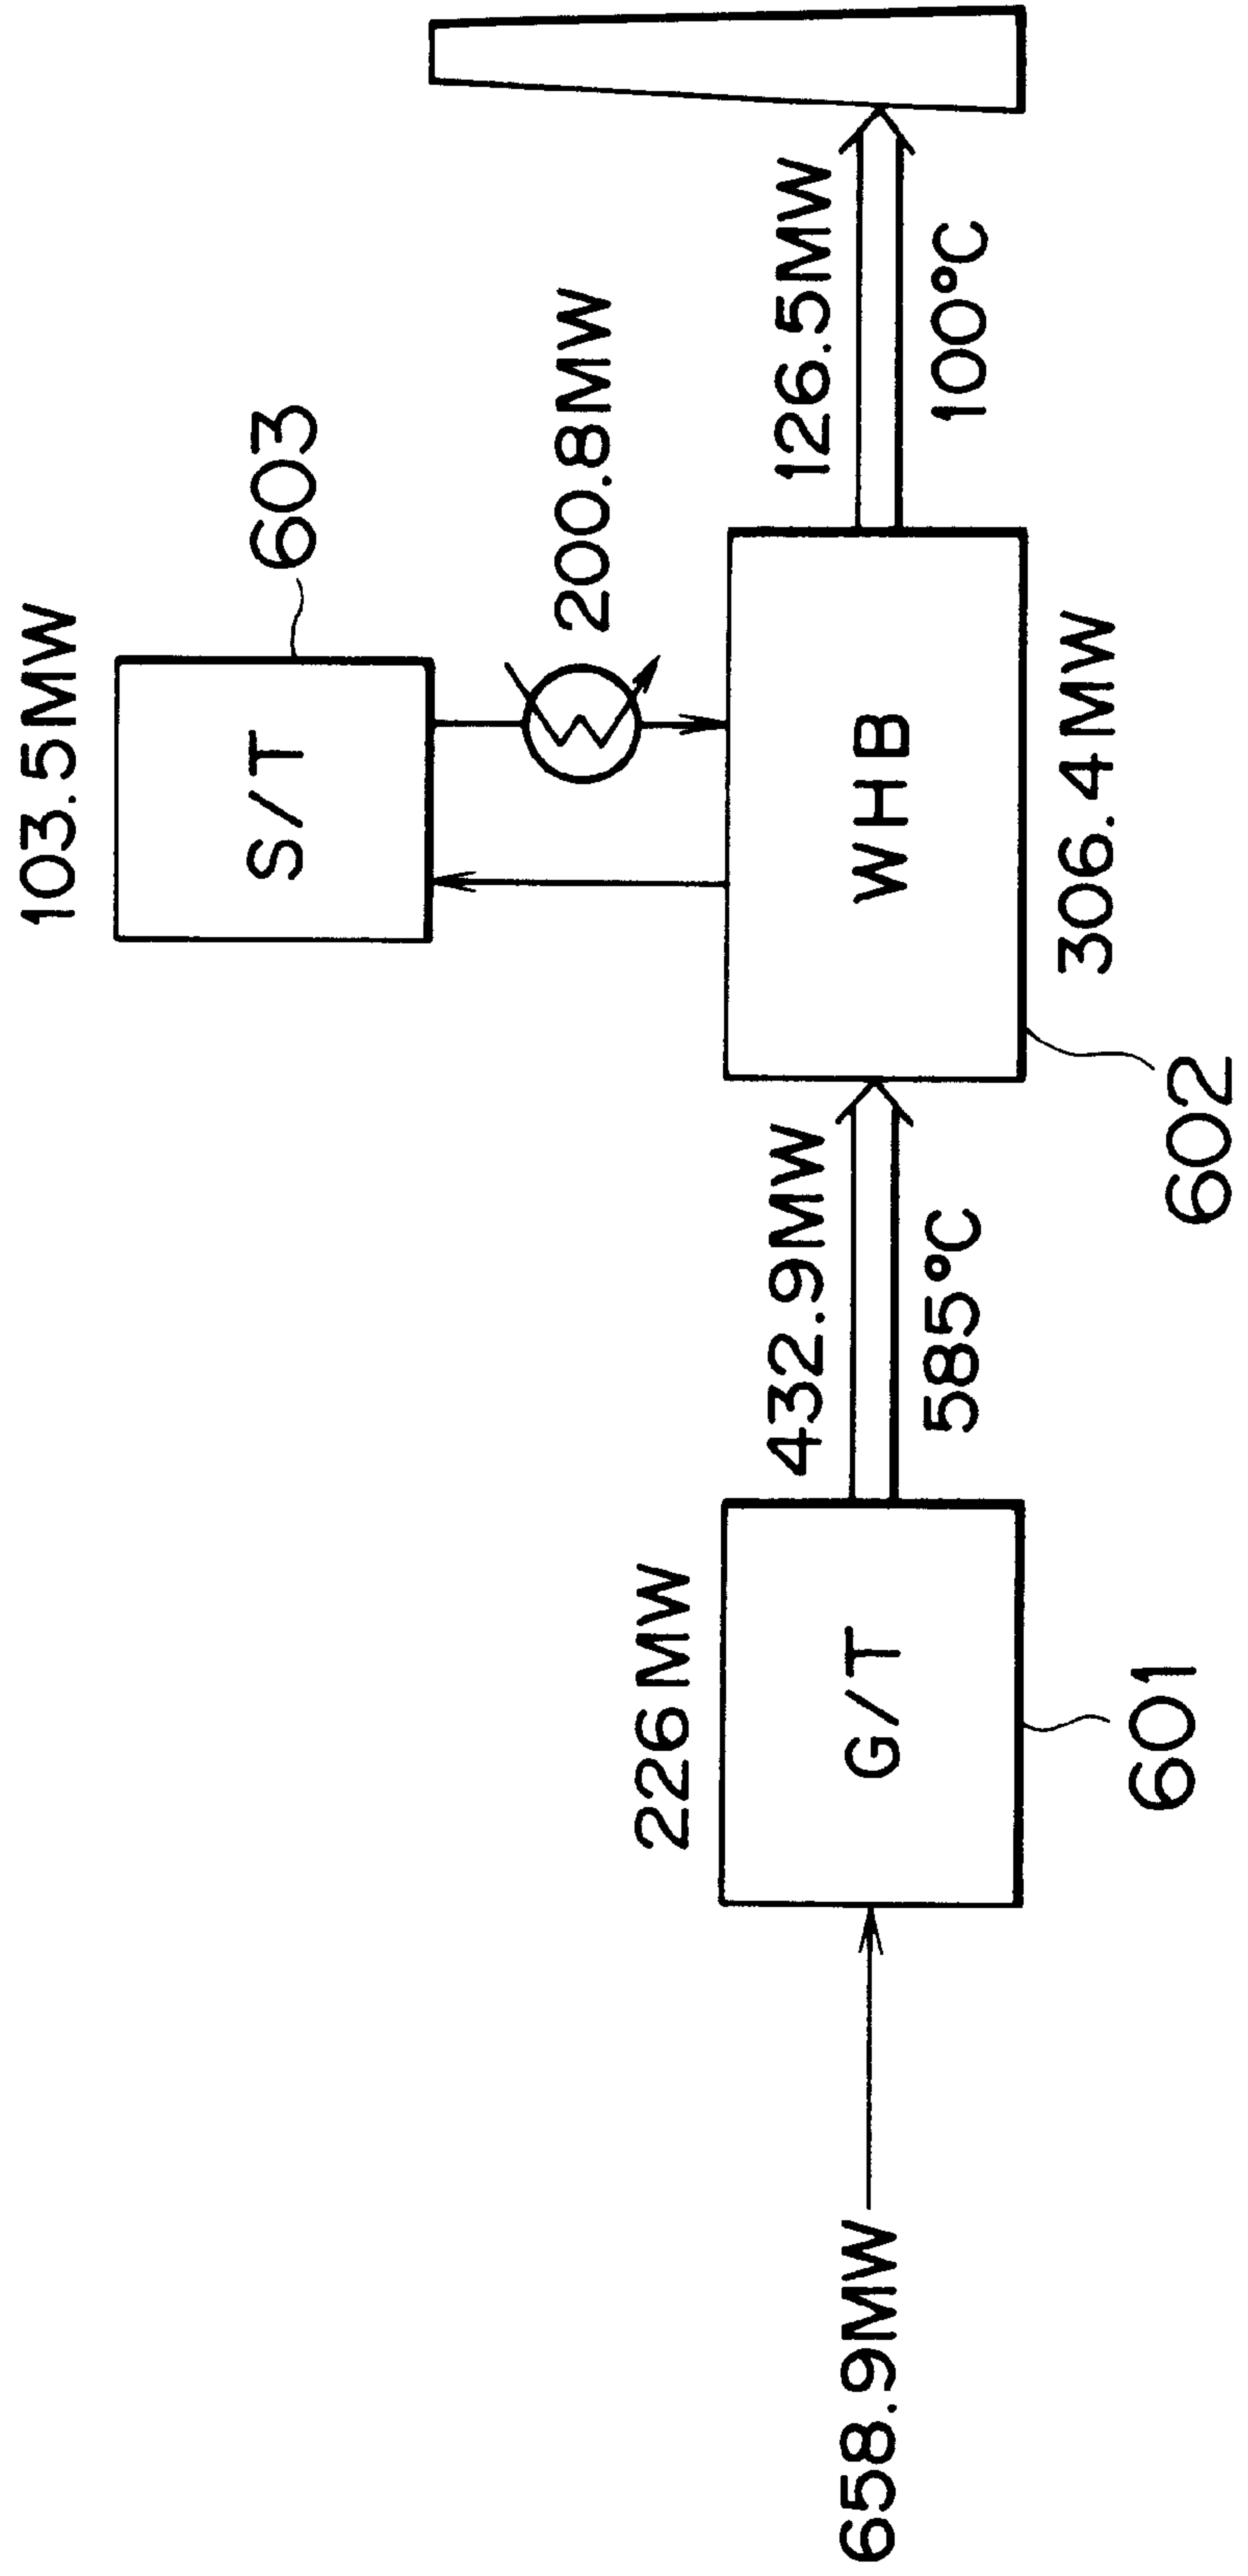 103.5MW
S/T
603
200.8MW
226MW
432.9MW
126.5MW
658.9MW
G/T
WHB
585°C
100°C
306.4MW
601
602